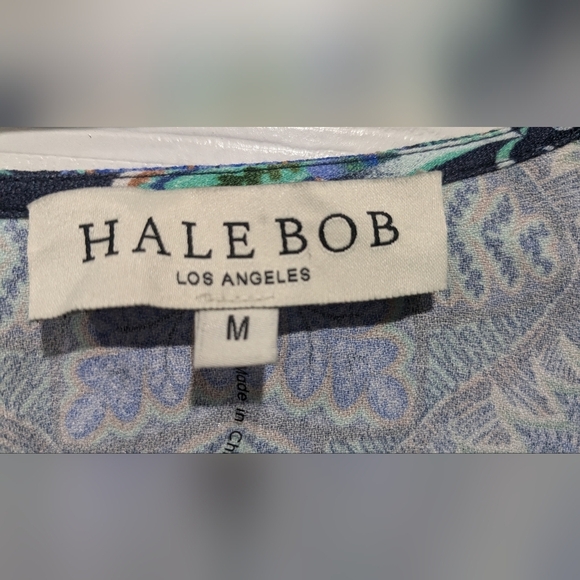 HALE BOB
LOS ANGELES
M
Made in Ch